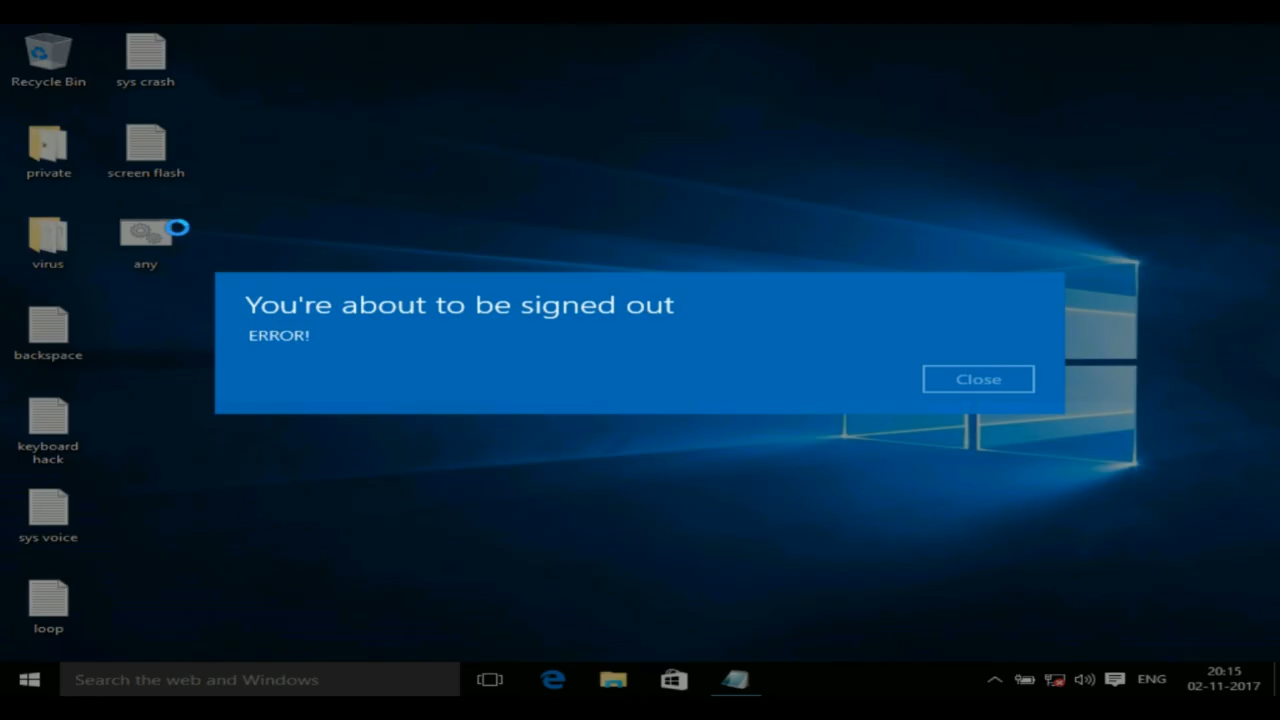 Recycle Bin
sys crash
private
screen flash
virus
any
You're about to be signed out
ERROR!
Close
backspace
keyboard
hack
sys voice
loop
Search the web and Windows
ENG
20:15
02-11-2017